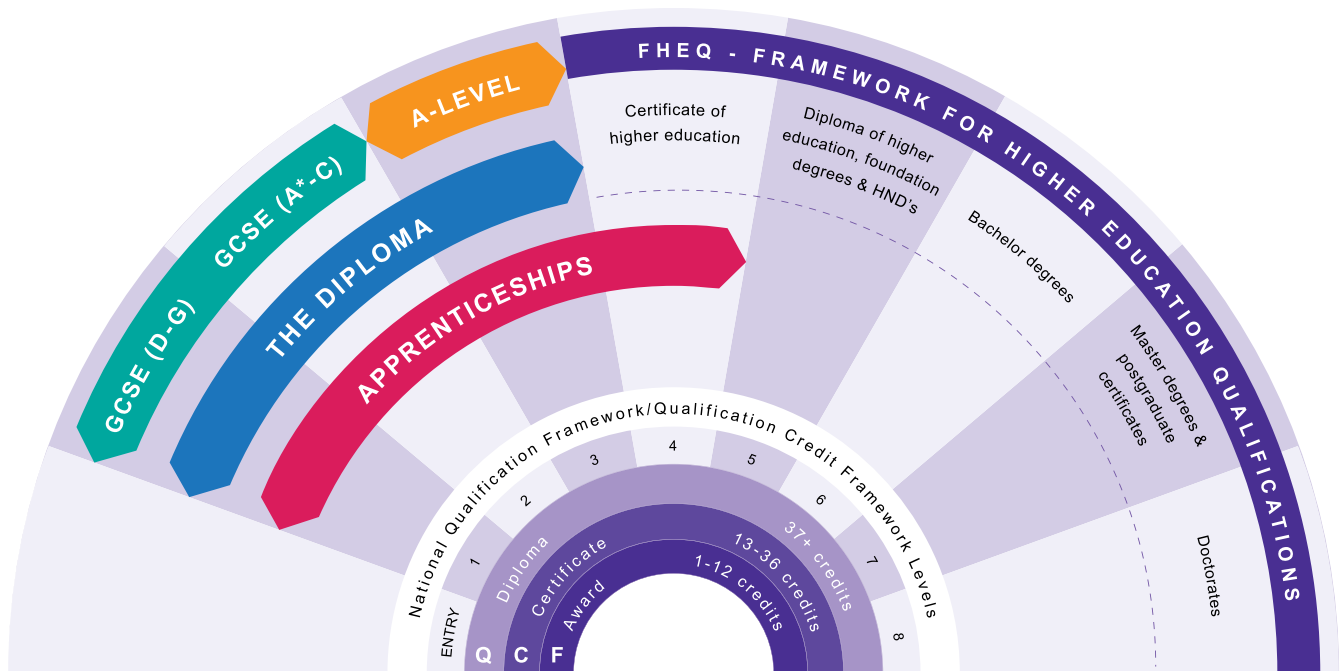 FHEQ - FRAMEWORK FOR HIGHER EDUCATION QUALIFICATIONS
A-LEVEL
GCSE (A*-C)
GCSE (D-G)
THE DIPLOMA
APPRENTICESHIPS
Certificate of
higher education
Diploma of higher
education, foundation
degrees & HND's
Bachelor degrees
Master degrees &
postgraduate
certificates
Doctorates
National Qualification Framework/Qualification Credit Framework Levels
ENTRY
1
2
3
4
5
6
7
8
Diploma
37+ credits
Certificate
13-36 credits
Award
1-12 credits
Q C F